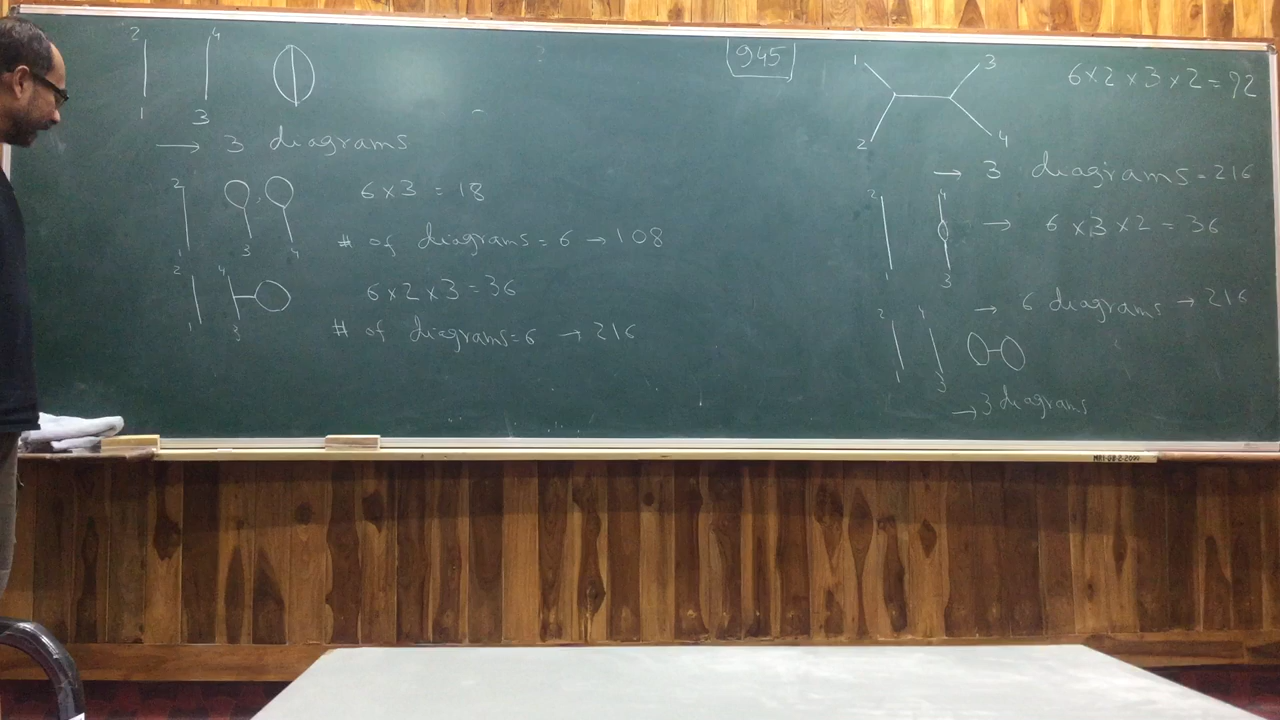 2 4
1 3
→ 3 diagrams
2
6 × 3 = 18
1 3 4
# of diagrams = 6 → 108
2 4
6 × 2 × 3 = 36
1 3
# of diagrams = 6 → 216
945
1 3
6 × 2 × 3 × 2 = 72
2 4
→ 3 diagrams = 216
2 4
→ 6 × 3 × 2 = 36
1 3
→ 6 diagrams → 216
2 4
1 3
→ 3 diagrams